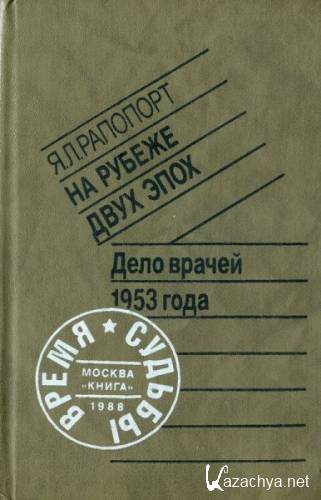 Я.Л.РАПОПОРТ
НА РУБЕЖЕ
ДВУХ ЭПОХ
Дело врачей
1953 года
ВРЕМЯ ★ СУДЬБЫ
МОСКВА
„КНИГА"
1988
Kazachya.net